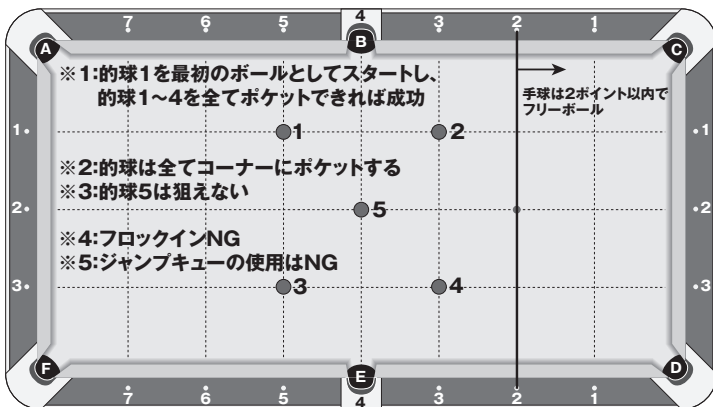 7 6 5 4 3 2 1
A B C
※1:的球1を最初のボールとしてスタートし、
的球1〜4を全てポケットできれば成功
手球は2ポイント以内で
フリーボール
1 1 2 1
※2:的球は全てコーナーにポケットする
※3:的球5は狙えない
2 5 2
※4:フロックインNG
※5:ジャンプキューの使用はNG
3 3 4 3
F E D
7 6 5 4 3 2 1